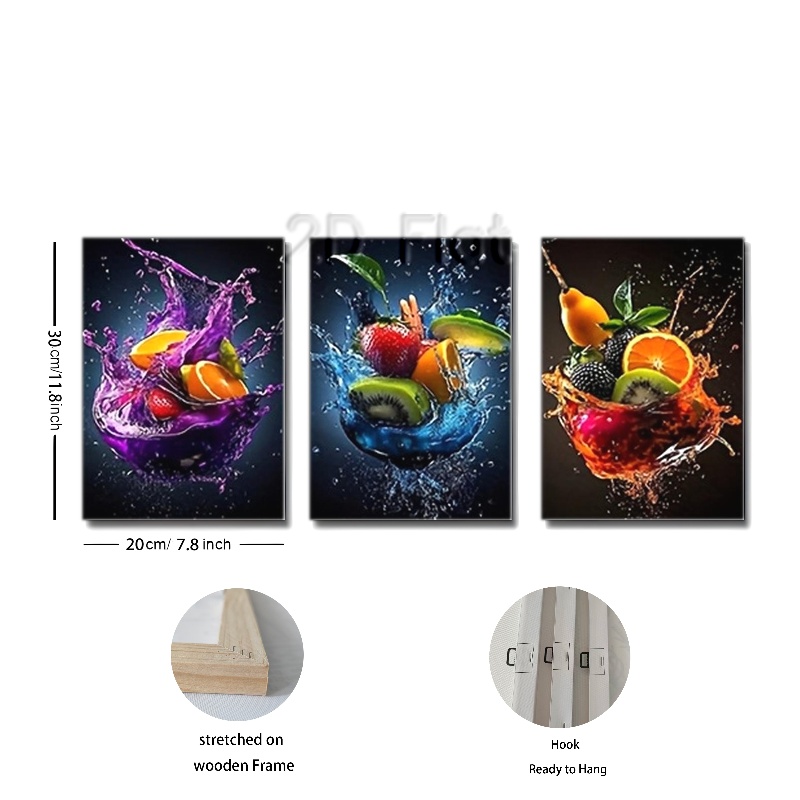 2D Flat
30cm/11.8inch
20cm/ 7.8 inch
stretched on
wooden Frame
Hook
Ready to Hang